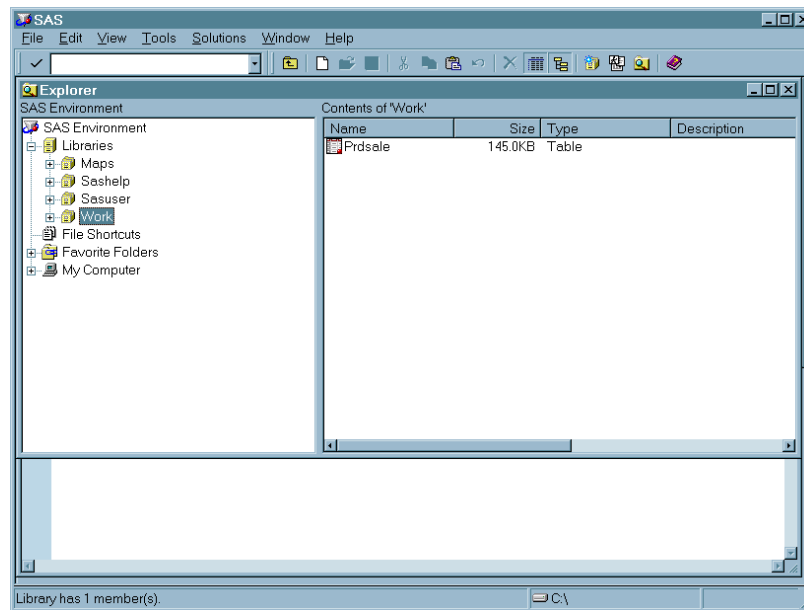 SAS
File Edit View Tools Solutions Window Help
Explorer
SAS Environment
Contents of 'Work'
SAS Environment
Libraries
Maps
Sashelp
Sasuser
Work
File Shortcuts
Favorite Folders
My Computer
Name Size Type Description
Prdsale 145.0KB Table
Library has 1 member(s). C:\